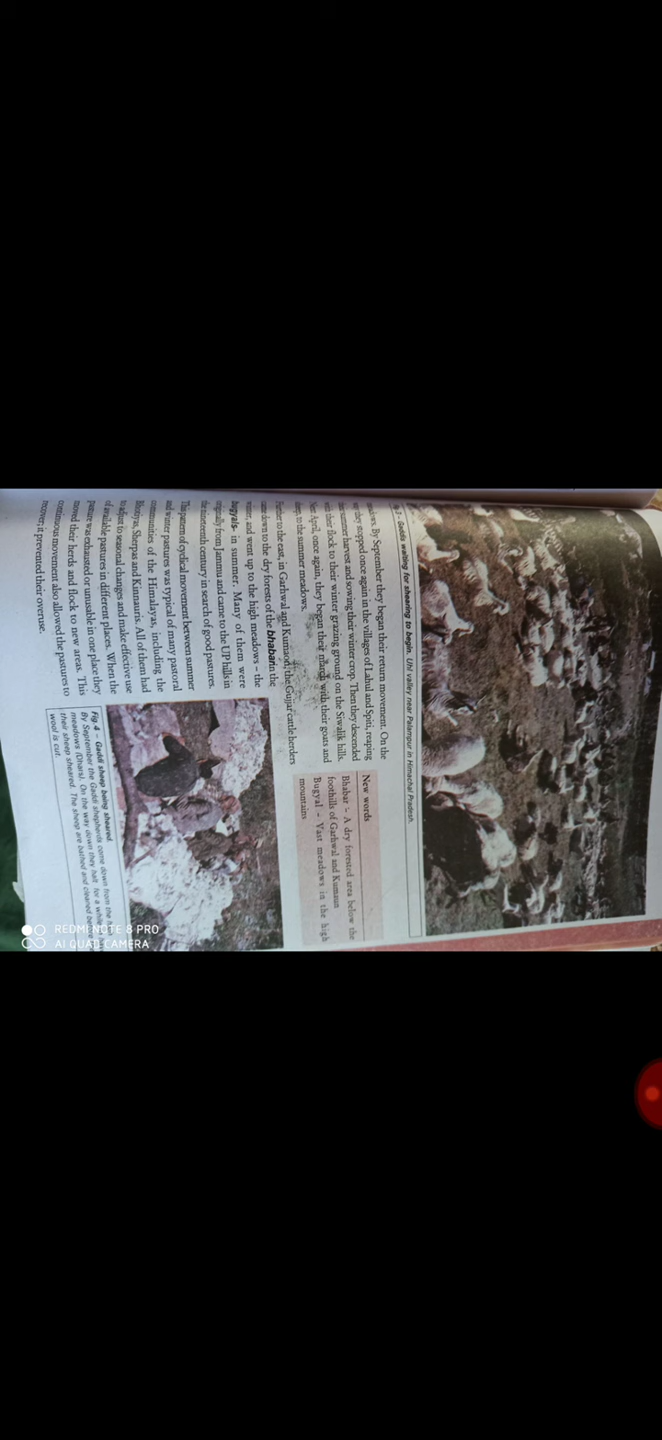 3 - Gaddis waiting for shearing to begin. Uhl valley near Palampur in Himachal Pradesh.
meadows. By September they began their return movement. On the
way they stopped once again in the villages of Lahul and Spiti, reaping
their summer harvest and sowing their winter crop. Then they descended
with their flock to their winter grazing ground on the Siwalik hills.
Next April, once again, they began their march with their goats and
sheep, to the summer meadows.
Further to the east, in Garhwal and Kumaon, the Gujjar cattle herders
came down to the dry forests of the bhabar in the
winter, and went up to the high meadows – the
bugyals– in summer. Many of them were
originally from Jammu and came to the UP hills in
the nineteenth century in search of good pastures.
This pattern of cyclical movement between summer
and winter pastures was typical of many pastoral
communities of the Himalayas, including the
Bhotiyas, Sherpas and Kinnauris. All of them had
to adjust to seasonal changes and make effective use
of available pastures in different places. When the
pasture was exhausted or unusable in one place they
moved their herds and flock to new areas. This
continuous movement also allowed the pastures to
recover; it prevented their overuse.
New words
Bhabar – A dry forested area below the
foothills of Garhwal and Kumaun
Bugyal – Vast meadows in the high
mountains
Fig 4 – Gaddi sheep being sheared.
By September the Gaddi shepherds come down from the
meadows (Dhars). On the way down they halt for a while
their sheep sheared. The sheep are bathed and cleaned
wool is cut.
REDMI NOTE 8 PRO
AI QUAD CAMERA